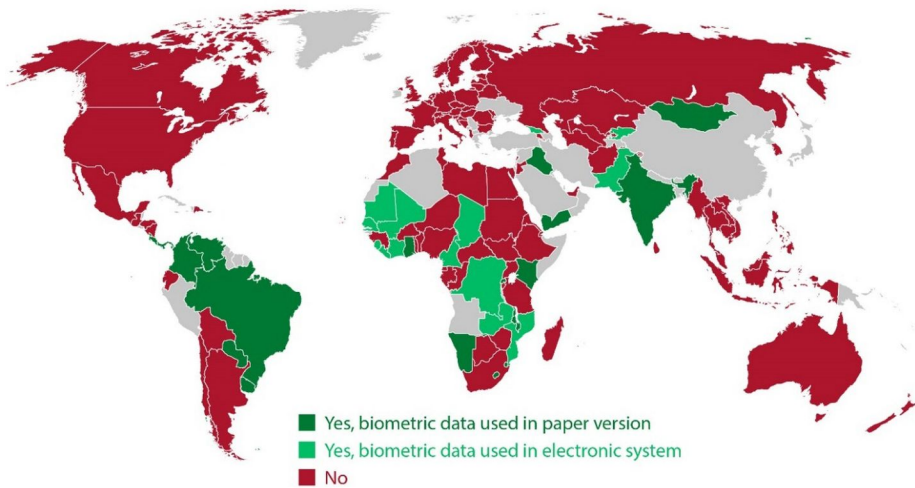 Yes, biometric data used in paper version
Yes, biometric data used in electronic system
No